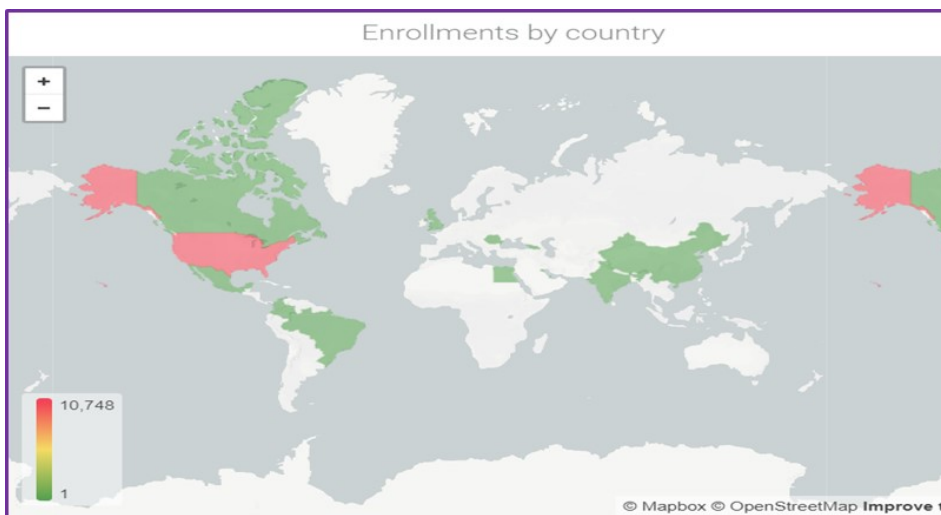 Enrollments by country
+
−
10,748
1
© Mapbox © OpenStreetMap Improve t